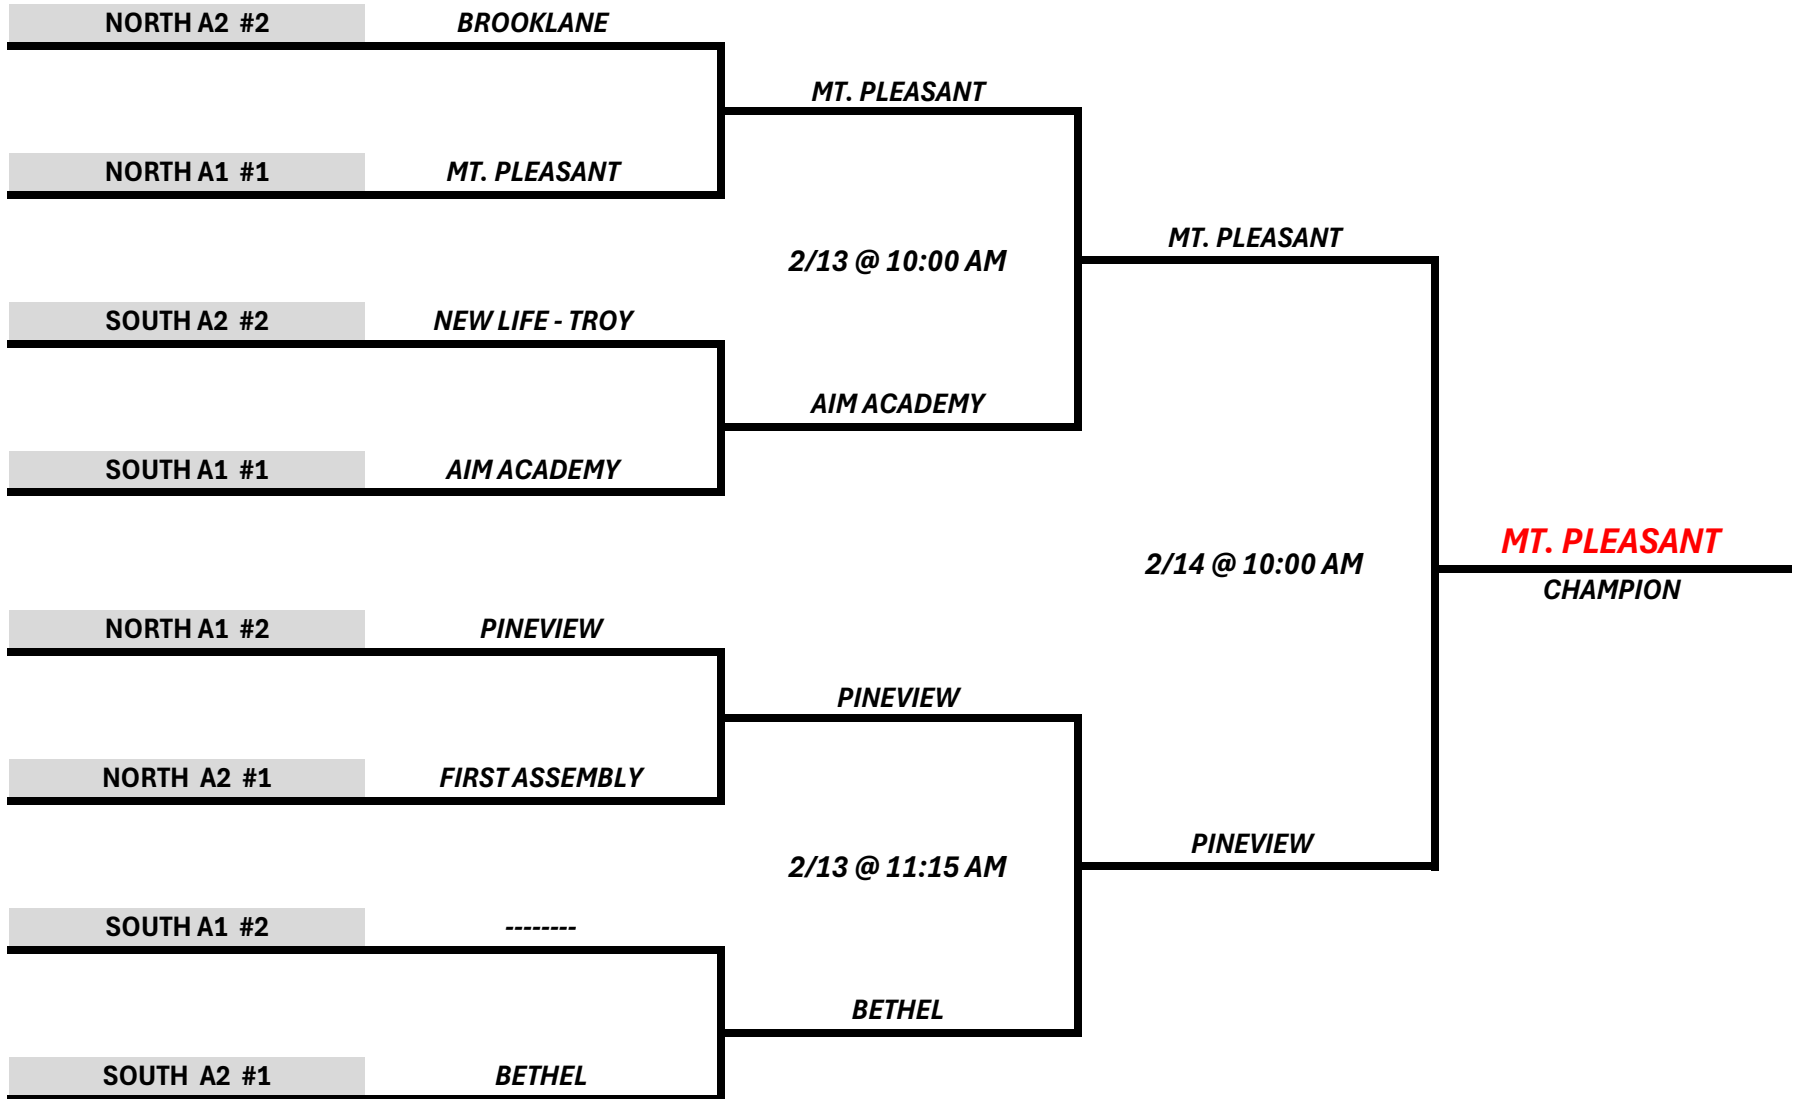 NORTH A2 #2 BROOKLANE
MT. PLEASANT
NORTH A1 #1 MT. PLEASANT
MT. PLEASANT
2/13 @ 10:00 AM
SOUTH A2 #2 NEW LIFE - TROY
AIM ACADEMY
SOUTH A1 #1 AIM ACADEMY
MT. PLEASANT
2/14 @ 10:00 AM
CHAMPION
NORTH A1 #2 PINEVIEW
PINEVIEW
NORTH A2 #1 FIRST ASSEMBLY
PINEVIEW
2/13 @ 11:15 AM
SOUTH A1 #2 --------
BETHEL
SOUTH A2 #1 BETHEL